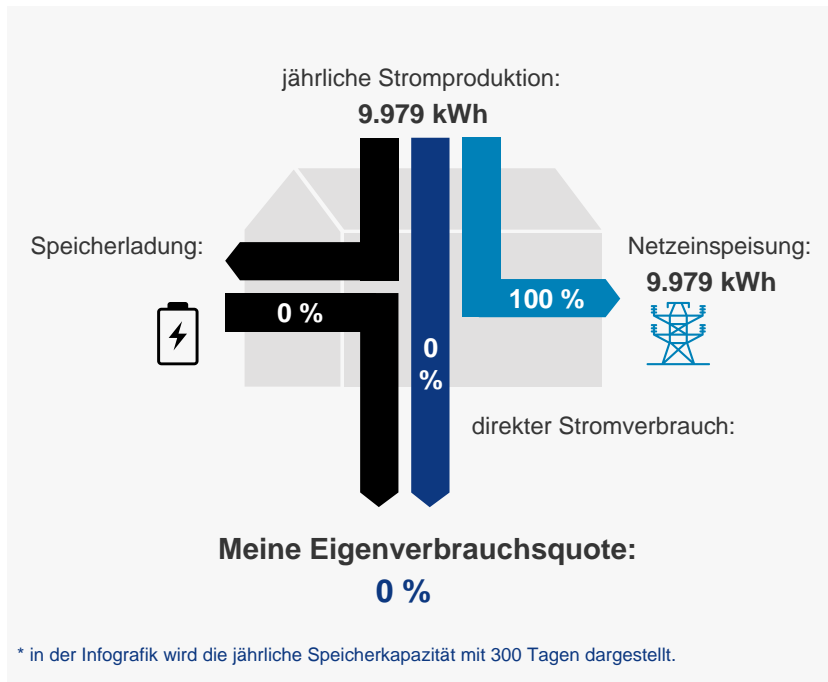 jährliche Stromproduktion:
9.979 kWh
Speicherladung:
Netzeinspeisung:
9.979 kWh
100 %
0 %
0
%
direkter Stromverbrauch:
Meine Eigenverbrauchsquote:
0 %
* in der Infografik wird die jährliche Speicherkapazität mit 300 Tagen dargestellt.